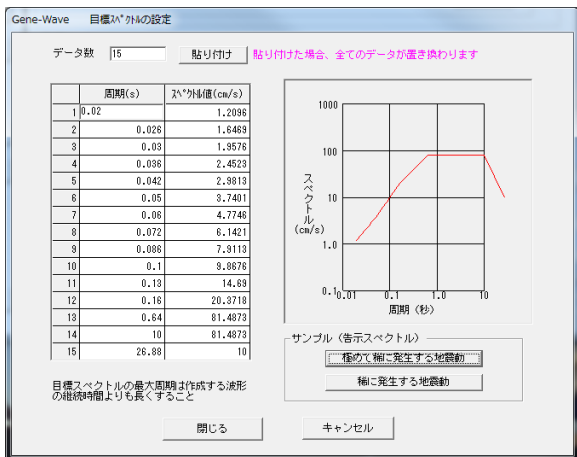 Gene-Wave 目標ｽﾍﾟｸﾄﾙの設定
データ数 15 貼り付け 貼り付けた場合、全てのデータが置き換わります
周期(s) ｽﾍﾟｸﾄﾙ値(cm/s)
1 0.02 1.2096
2 0.026 1.6469
3 0.03 1.9576
4 0.036 2.4523
5 0.042 2.9813
6 0.05 3.7401
7 0.06 4.7746
8 0.072 6.1421
9 0.086 7.9113
10 0.1 9.8676
11 0.13 14.69
12 0.16 20.3718
13 0.64 81.4873
14 10 81.4873
15 26.88 10
目標スペクトルの最大周期は作成する波形
の継続時間よりも長くすること
1000
100
10
1.0
0.1
スペクトル
(cm/s)
0.01 0.1 1.0 10
周期 (秒)
サンプル (告示スペクトル)
極めて稀に発生する地震動
稀に発生する地震動
閉じる キャンセル